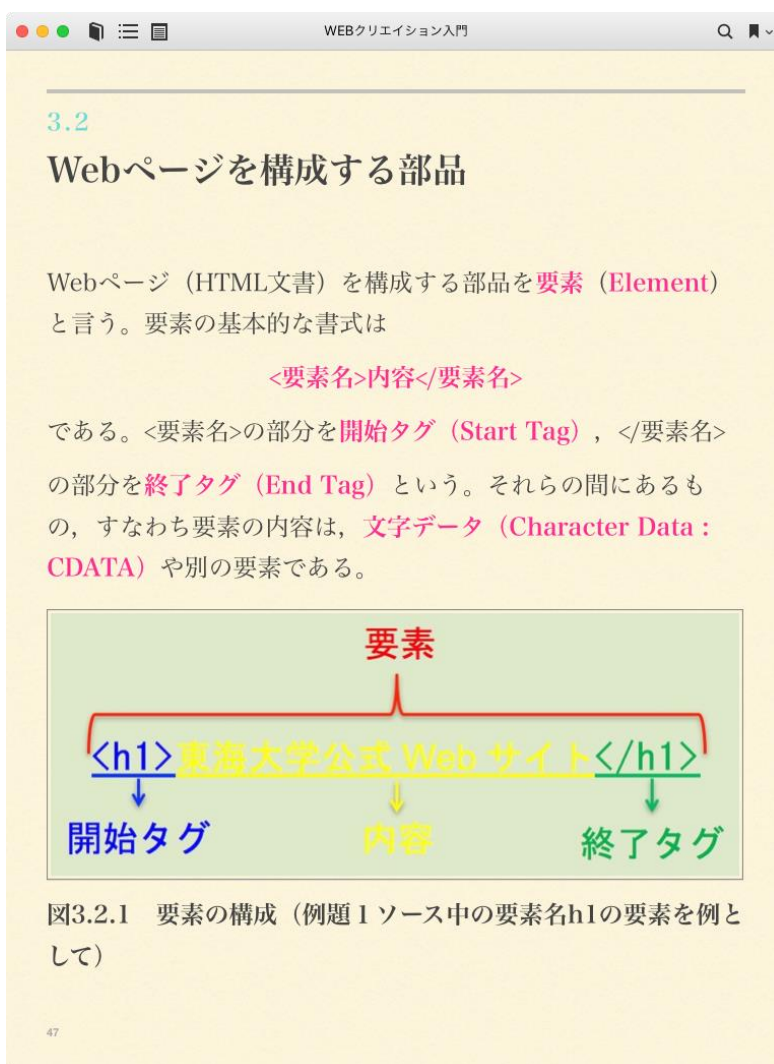 WEBクリエイション入門
3.2
Webページを構成する部品
Webページ（HTML文書）を構成する部品を要素（Element）
と言う。要素の基本的な書式は
<要素名>内容</要素名>
である。<要素名>の部分を開始タグ（Start Tag）, </要素名>
の部分を終了タグ（End Tag）という。それらの間にあるも
の，すなわち要素の内容は，文字データ（Character Data :
CDATA）や別の要素である。
要素
<h1>東海大学公式 Web サイト</h1>
開始タグ 内容 終了タグ
図3.2.1　要素の構成（例題１ソース中の要素名h1の要素を例と
して）
47